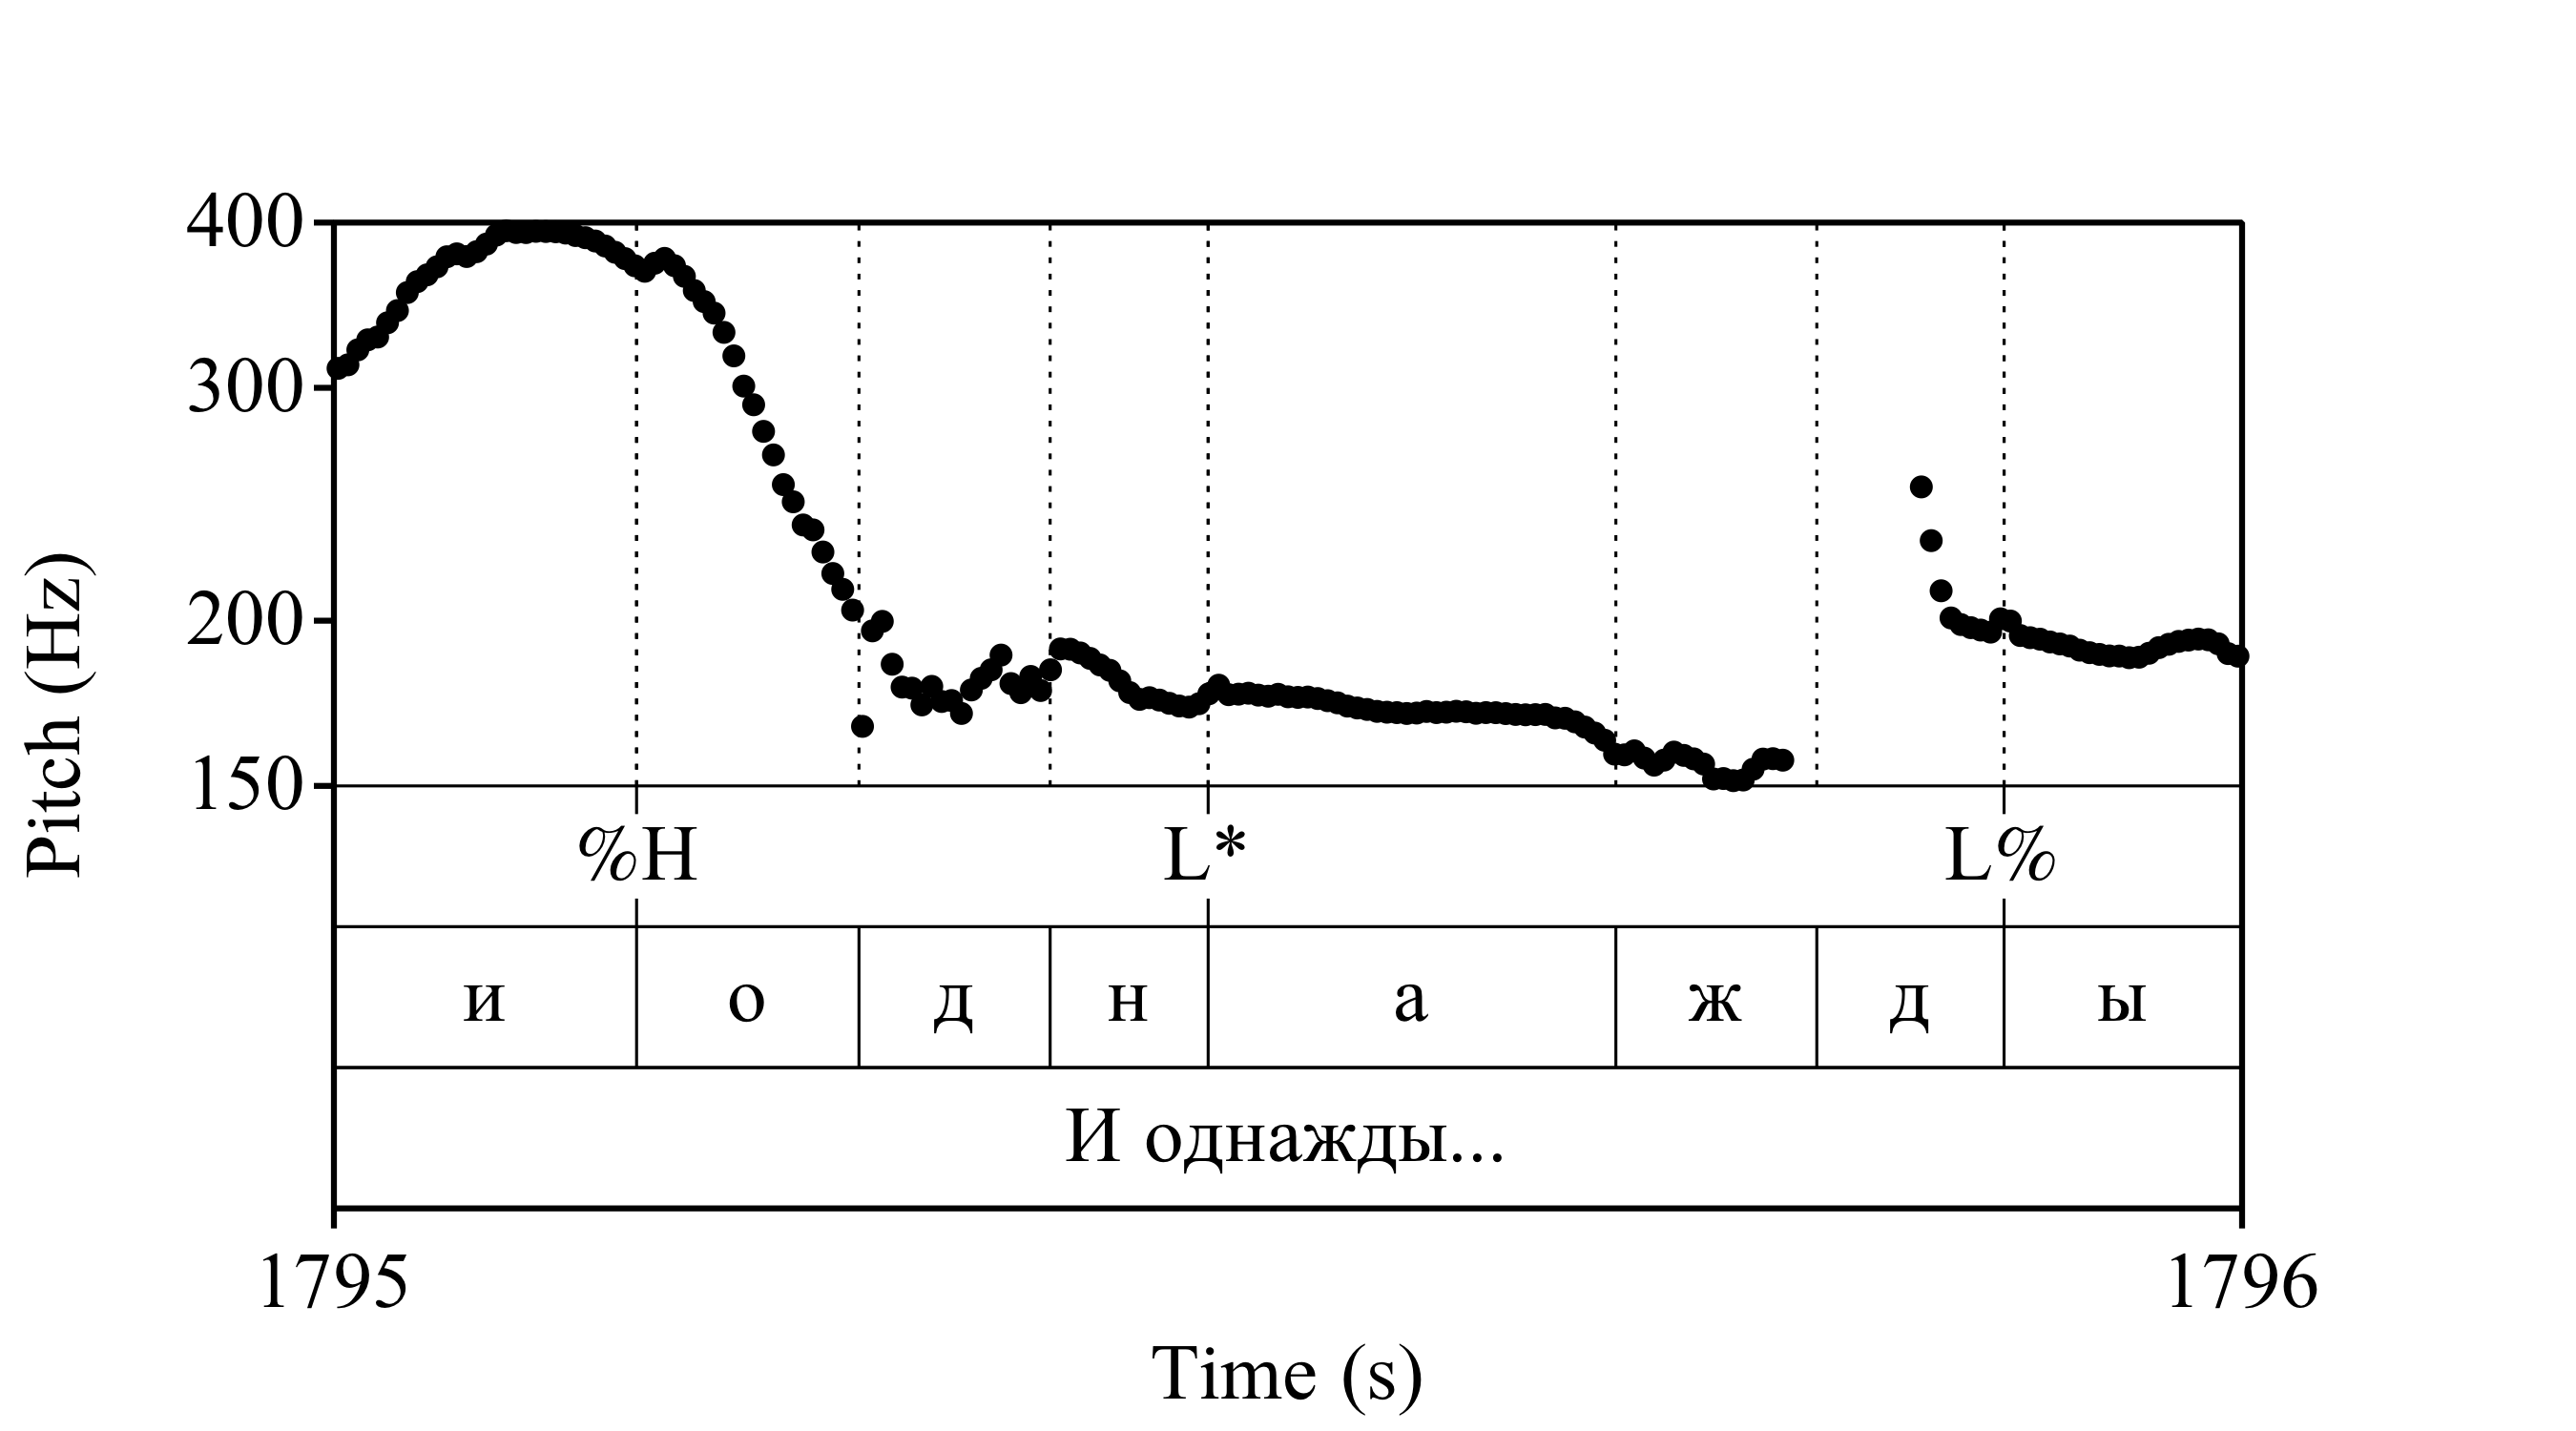 400
300
200
150
Pitch (Hz)
%H L* L%
и о д н а ж д ы
И однажды...
1795 1796
Time (s)